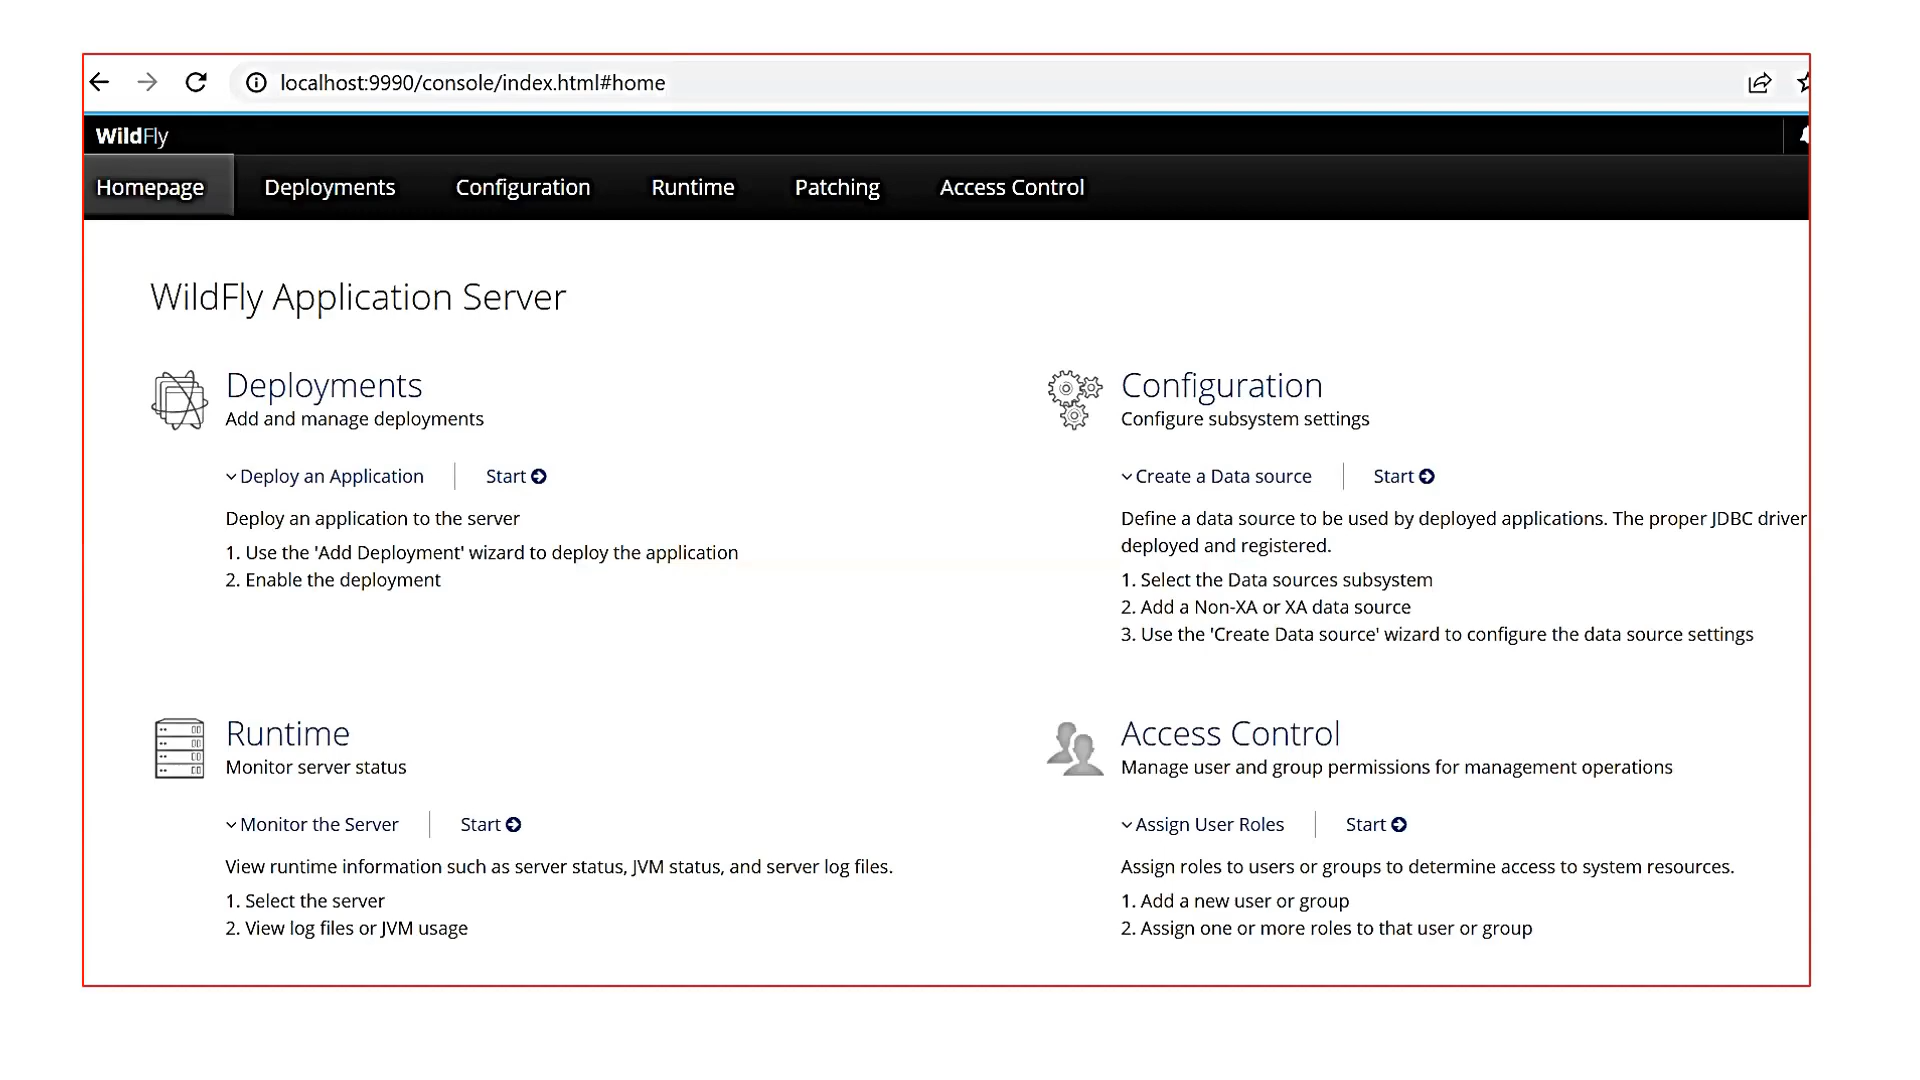 localhost:9990/console/index.html#home
WildFly
Homepage Deployments Configuration Runtime Patching Access Control
WildFly Application Server
Deployments
Add and manage deployments
Deploy an Application Start
Deploy an application to the server
1. Use the 'Add Deployment' wizard to deploy the application
2. Enable the deployment
Configuration
Configure subsystem settings
Create a Data source Start
Define a data source to be used by deployed applications. The proper JDBC driver
deployed and registered.
1. Select the Data sources subsystem
2. Add a Non-XA or XA data source
3. Use the 'Create Data source' wizard to configure the data source settings
Runtime
Monitor server status
Monitor the Server Start
View runtime information such as server status, JVM status, and server log files.
1. Select the server
2. View log files or JVM usage
Access Control
Manage user and group permissions for management operations
Assign User Roles Start
Assign roles to users or groups to determine access to system resources.
1. Add a new user or group
2. Assign one or more roles to that user or group